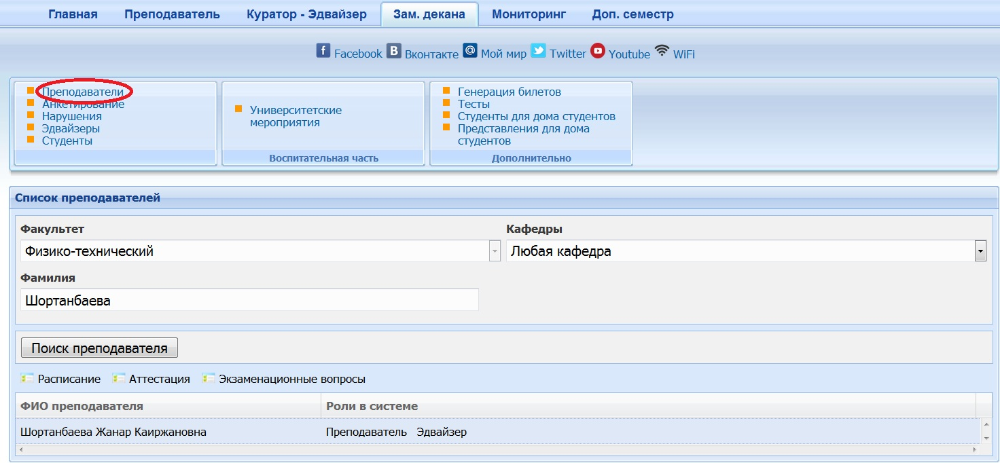 Главная Преподаватель Куратор - Эдвайзер Зам. декана Мониторинг Доп. семестр
Facebook Вконтакте Мой мир Twitter Youtube WiFi
Преподаватели
Анкетирование
Нарушения
Эдвайзеры
Студенты
Университетские
мероприятия
Воспитательная часть
Генерация билетов
Тесты
Студенты для дома студентов
Представления для дома
студентов
Дополнительно
Список преподавателей
Факультет Кафедры
Физико-технический Любая кафедра
Фамилия
Шортанбаева
Поиск преподавателя
Расписание Аттестация Экзаменационные вопросы
ФИО преподавателя Роли в системе
Шортанбаева Жанар Каиржановна Преподаватель Эдвайзер